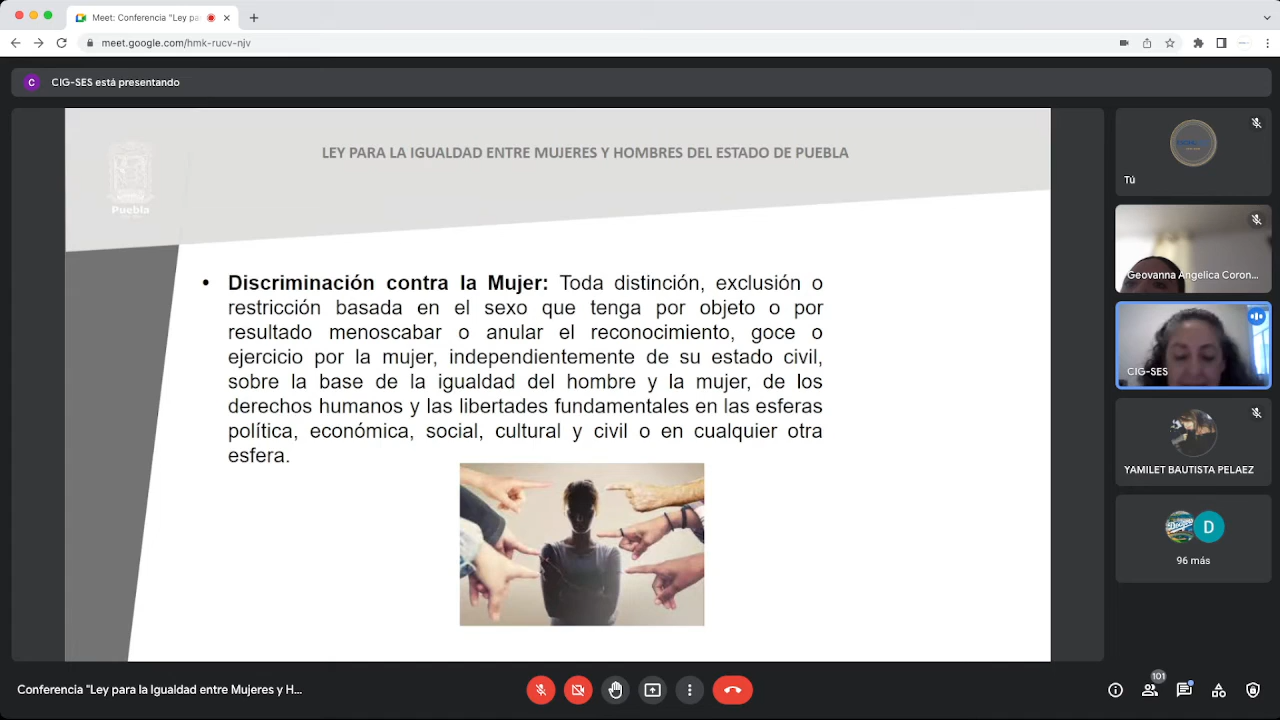 Meet: Conferencia "Ley pa
meet.google.com/hmk-rucv-njv
C
CIG-SES está presentando
LEY PARA LA IGUALDAD ENTRE MUJERES Y HOMBRES DEL ESTADO DE PUEBLA
Puebla
• Discriminación contra la Mujer: Toda distinción, exclusión o
restricción basada en el sexo que tenga por objeto o por
resultado menoscabar o anular el reconocimiento, goce o
ejercicio por la mujer, independientemente de su estado civil,
sobre la base de la igualdad del hombre y la mujer, de los
derechos humanos y las libertades fundamentales en las esferas
política, económica, social, cultural y civil o en cualquier otra
esfera.
Tú
Geovanna Angelica Coron...
CIG-SES
YAMILET BAUTISTA PELAEZ
D
96 más
Conferencia "Ley para la Igualdad entre Mujeres y H...
101